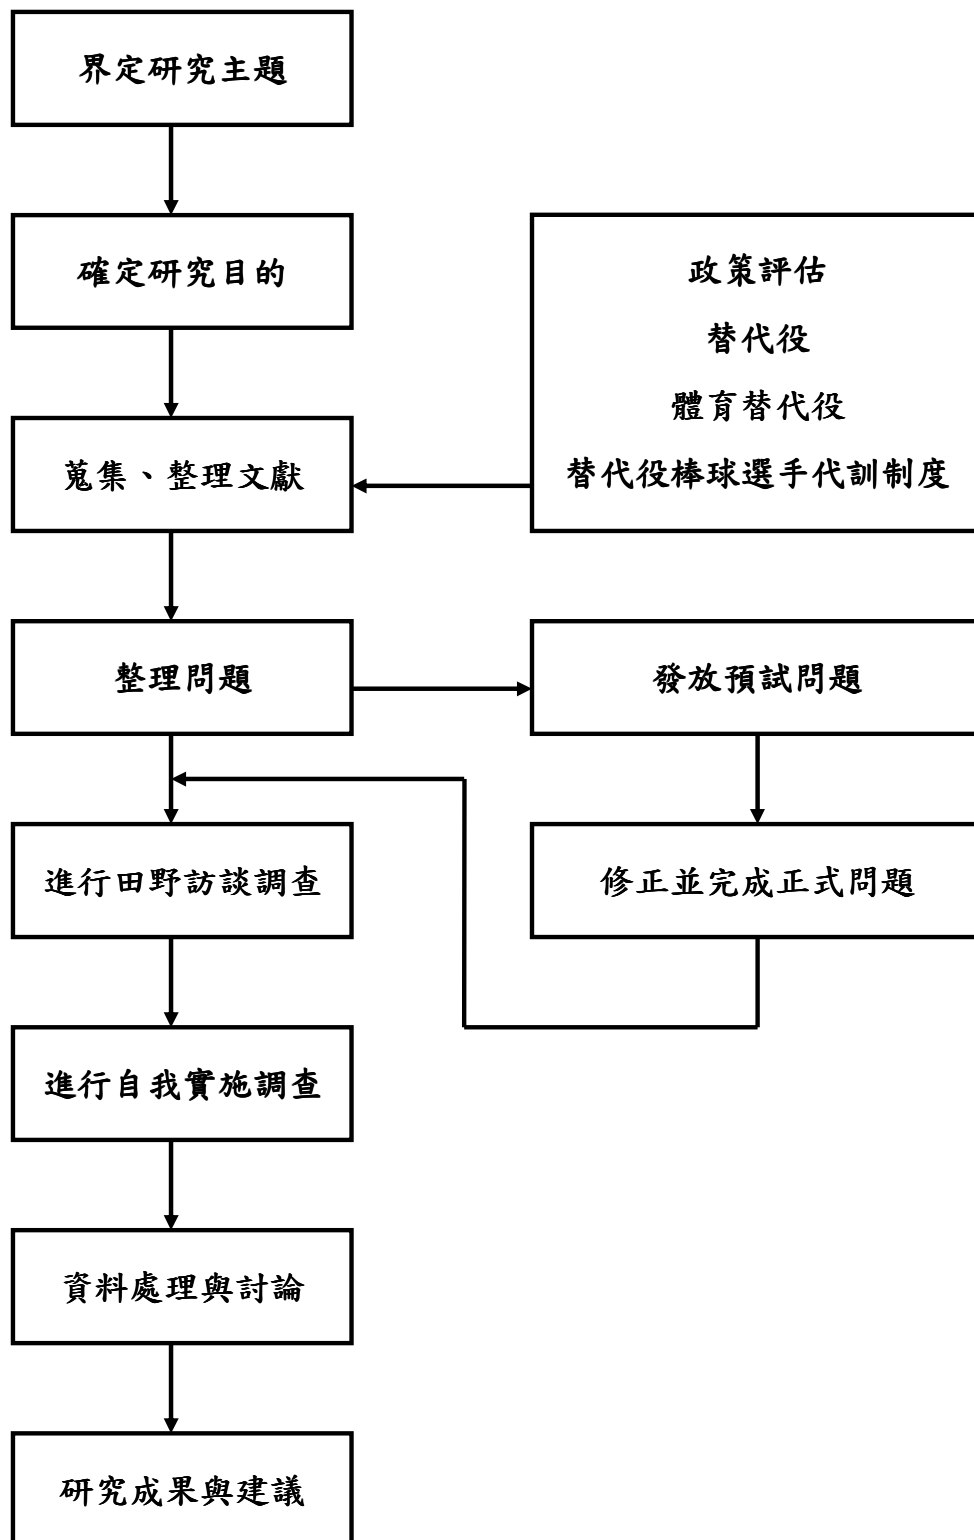 界定研究主題
確定研究目的
政策評估
替代役
體育替代役
替代役棒球選手代訓制度
蒐集、整理文獻
整理問題
發放預試問題
進行田野訪談調查
修正並完成正式問題
進行自我實施調查
資料處理與討論
研究成果與建議